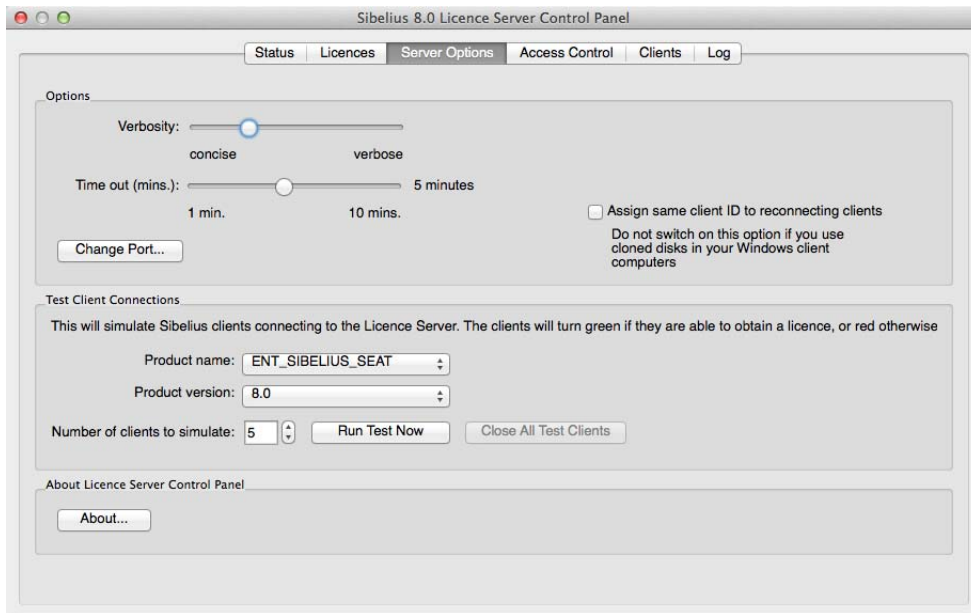 Sibelius 8.0 Licence Server Control Panel
Status Licences Server Options Access Control Clients Log
Options
Verbosity:
concise verbose
Time out (mins.): 5 minutes
1 min. 10 mins.
Assign same client ID to reconnecting clients
Do not switch on this option if you use
cloned disks in your Windows client
computers
Change Port...
Test Client Connections
This will simulate Sibelius clients connecting to the Licence Server. The clients will turn green if they are able to obtain a licence, or red otherwise
Product name: ENT_SIBELIUS_SEAT
Product version: 8.0
Number of clients to simulate: 5 Run Test Now Close All Test Clients
About Licence Server Control Panel
About...